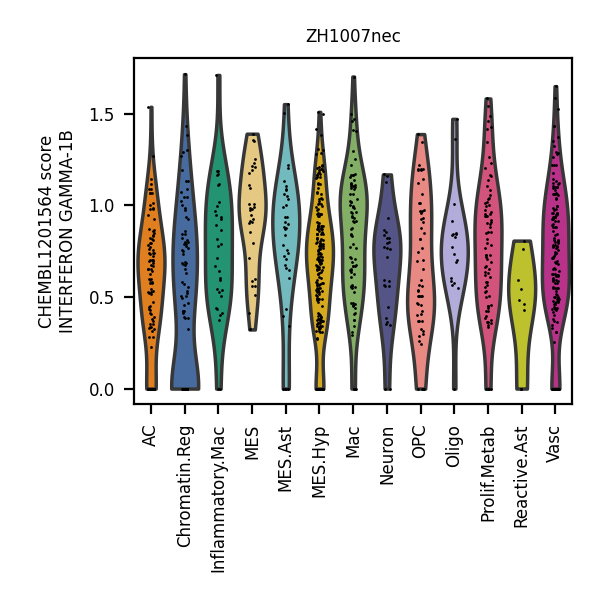 ZH1007nec
CHEMBL1201564 score
INTERFERON GAMMA-1B
1.5
1.0
0.5
0.0
AC
Chromatin.Reg
Inflammatory.Mac
MES
MES.Ast
MES.Hyp
Mac
Neuron
OPC
Oligo
Prolif.Metab
Reactive.Ast
Vasc